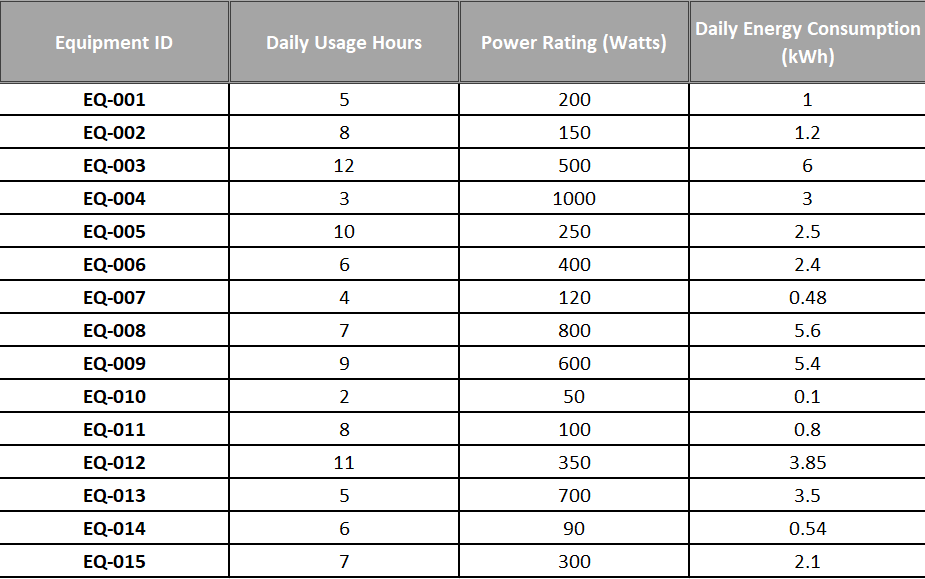 Equipment ID Daily Usage Hours Power Rating (Watts) Daily Energy Consumption (kWh)
EQ-001 5 200 1
EQ-002 8 150 1.2
EQ-003 12 500 6
EQ-004 3 1000 3
EQ-005 10 250 2.5
EQ-006 6 400 2.4
EQ-007 4 120 0.48
EQ-008 7 800 5.6
EQ-009 9 600 5.4
EQ-010 2 50 0.1
EQ-011 8 100 0.8
EQ-012 11 350 3.85
EQ-013 5 700 3.5
EQ-014 6 90 0.54
EQ-015 7 300 2.1